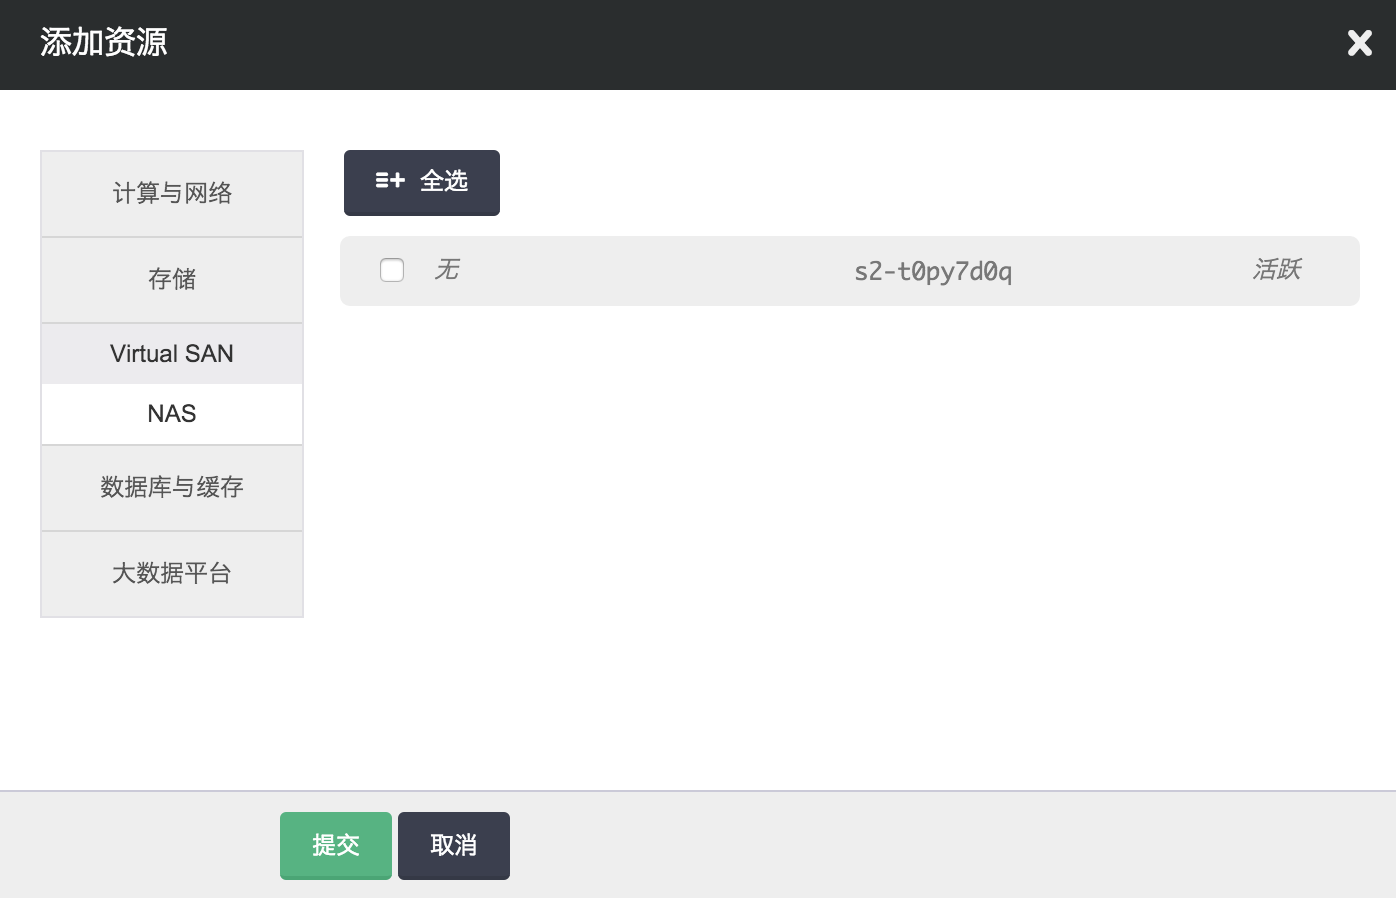 添加资源
计算与网络
存储
Virtual SAN
NAS
数据库与缓存
大数据平台
全选
无 s2-t0py7d0q 活跃
提交 取消